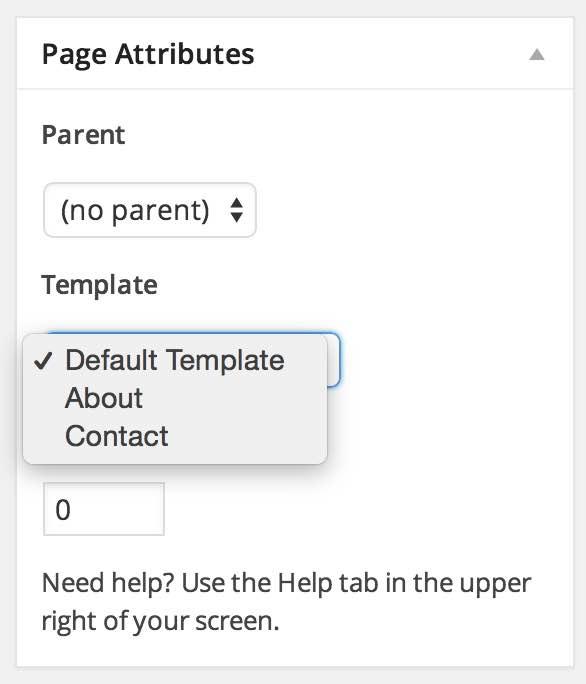 Page Attributes
Parent
(no parent)
Template
Default Template
About
Contact
0
Need help? Use the Help tab in the upper
right of your screen.